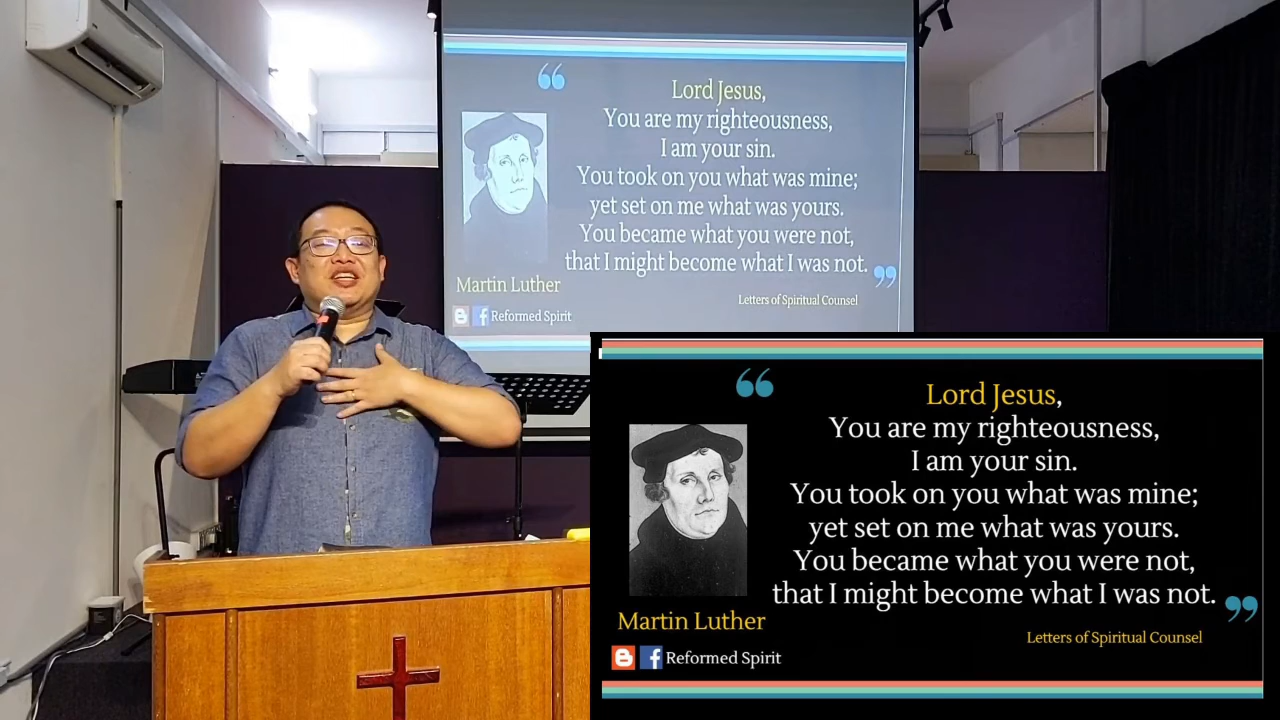 “
Lord Jesus,
You are my righteousness,
I am your sin.
You took on you what was mine;
yet set on me what was yours.
You became what you were not,
that I might become what I was not.
”
Martin Luther
Letters of Spiritual Counsel
Reformed Spirit
“
Lord Jesus,
You are my righteousness,
I am your sin.
You took on you what was mine;
yet set on me what was yours.
You became what you were not,
that I might become what I was not.
”
Martin Luther
Letters of Spiritual Counsel
Reformed Spirit